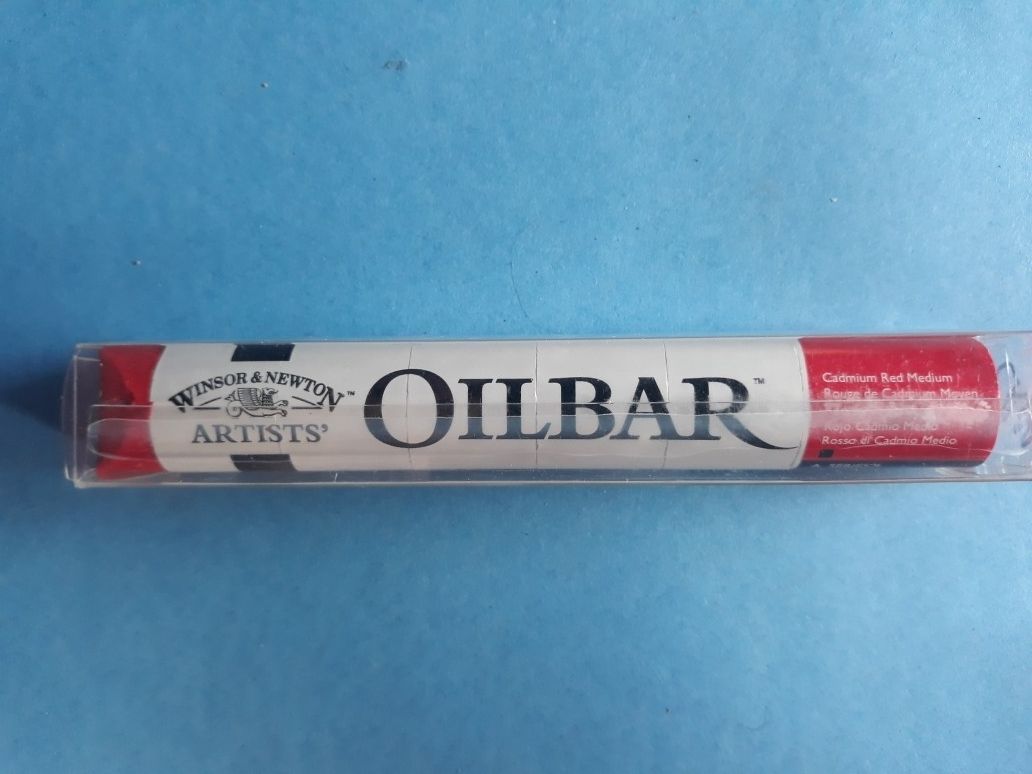 WINSOR & NEWTON™
ARTISTS'
OILBAR™
Cadmium Red Medium
Rouge de Cadmium Moyen
Rojo Cadmio Medio
Rosso di Cadmio Medio